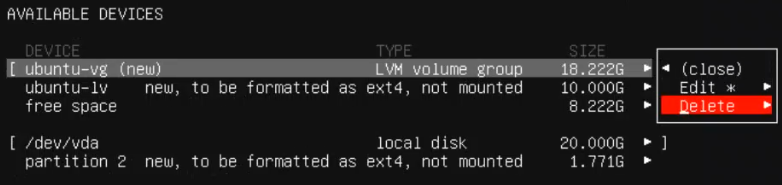 AVAILABLE DEVICES
DEVICE TYPE SIZE
[ ubuntu-vg (new) LVM volume group 18.222G ▸ ◂ (close)
ubuntu-lv new, to be formatted as ext4, not mounted 10.000G ▸ Edit * ▸
free space 8.222G ▸ Delete ▸
[ /dev/vda local disk 20.000G ▸ ]
partition 2 new, to be formatted as ext4, not mounted 1.771G ▸